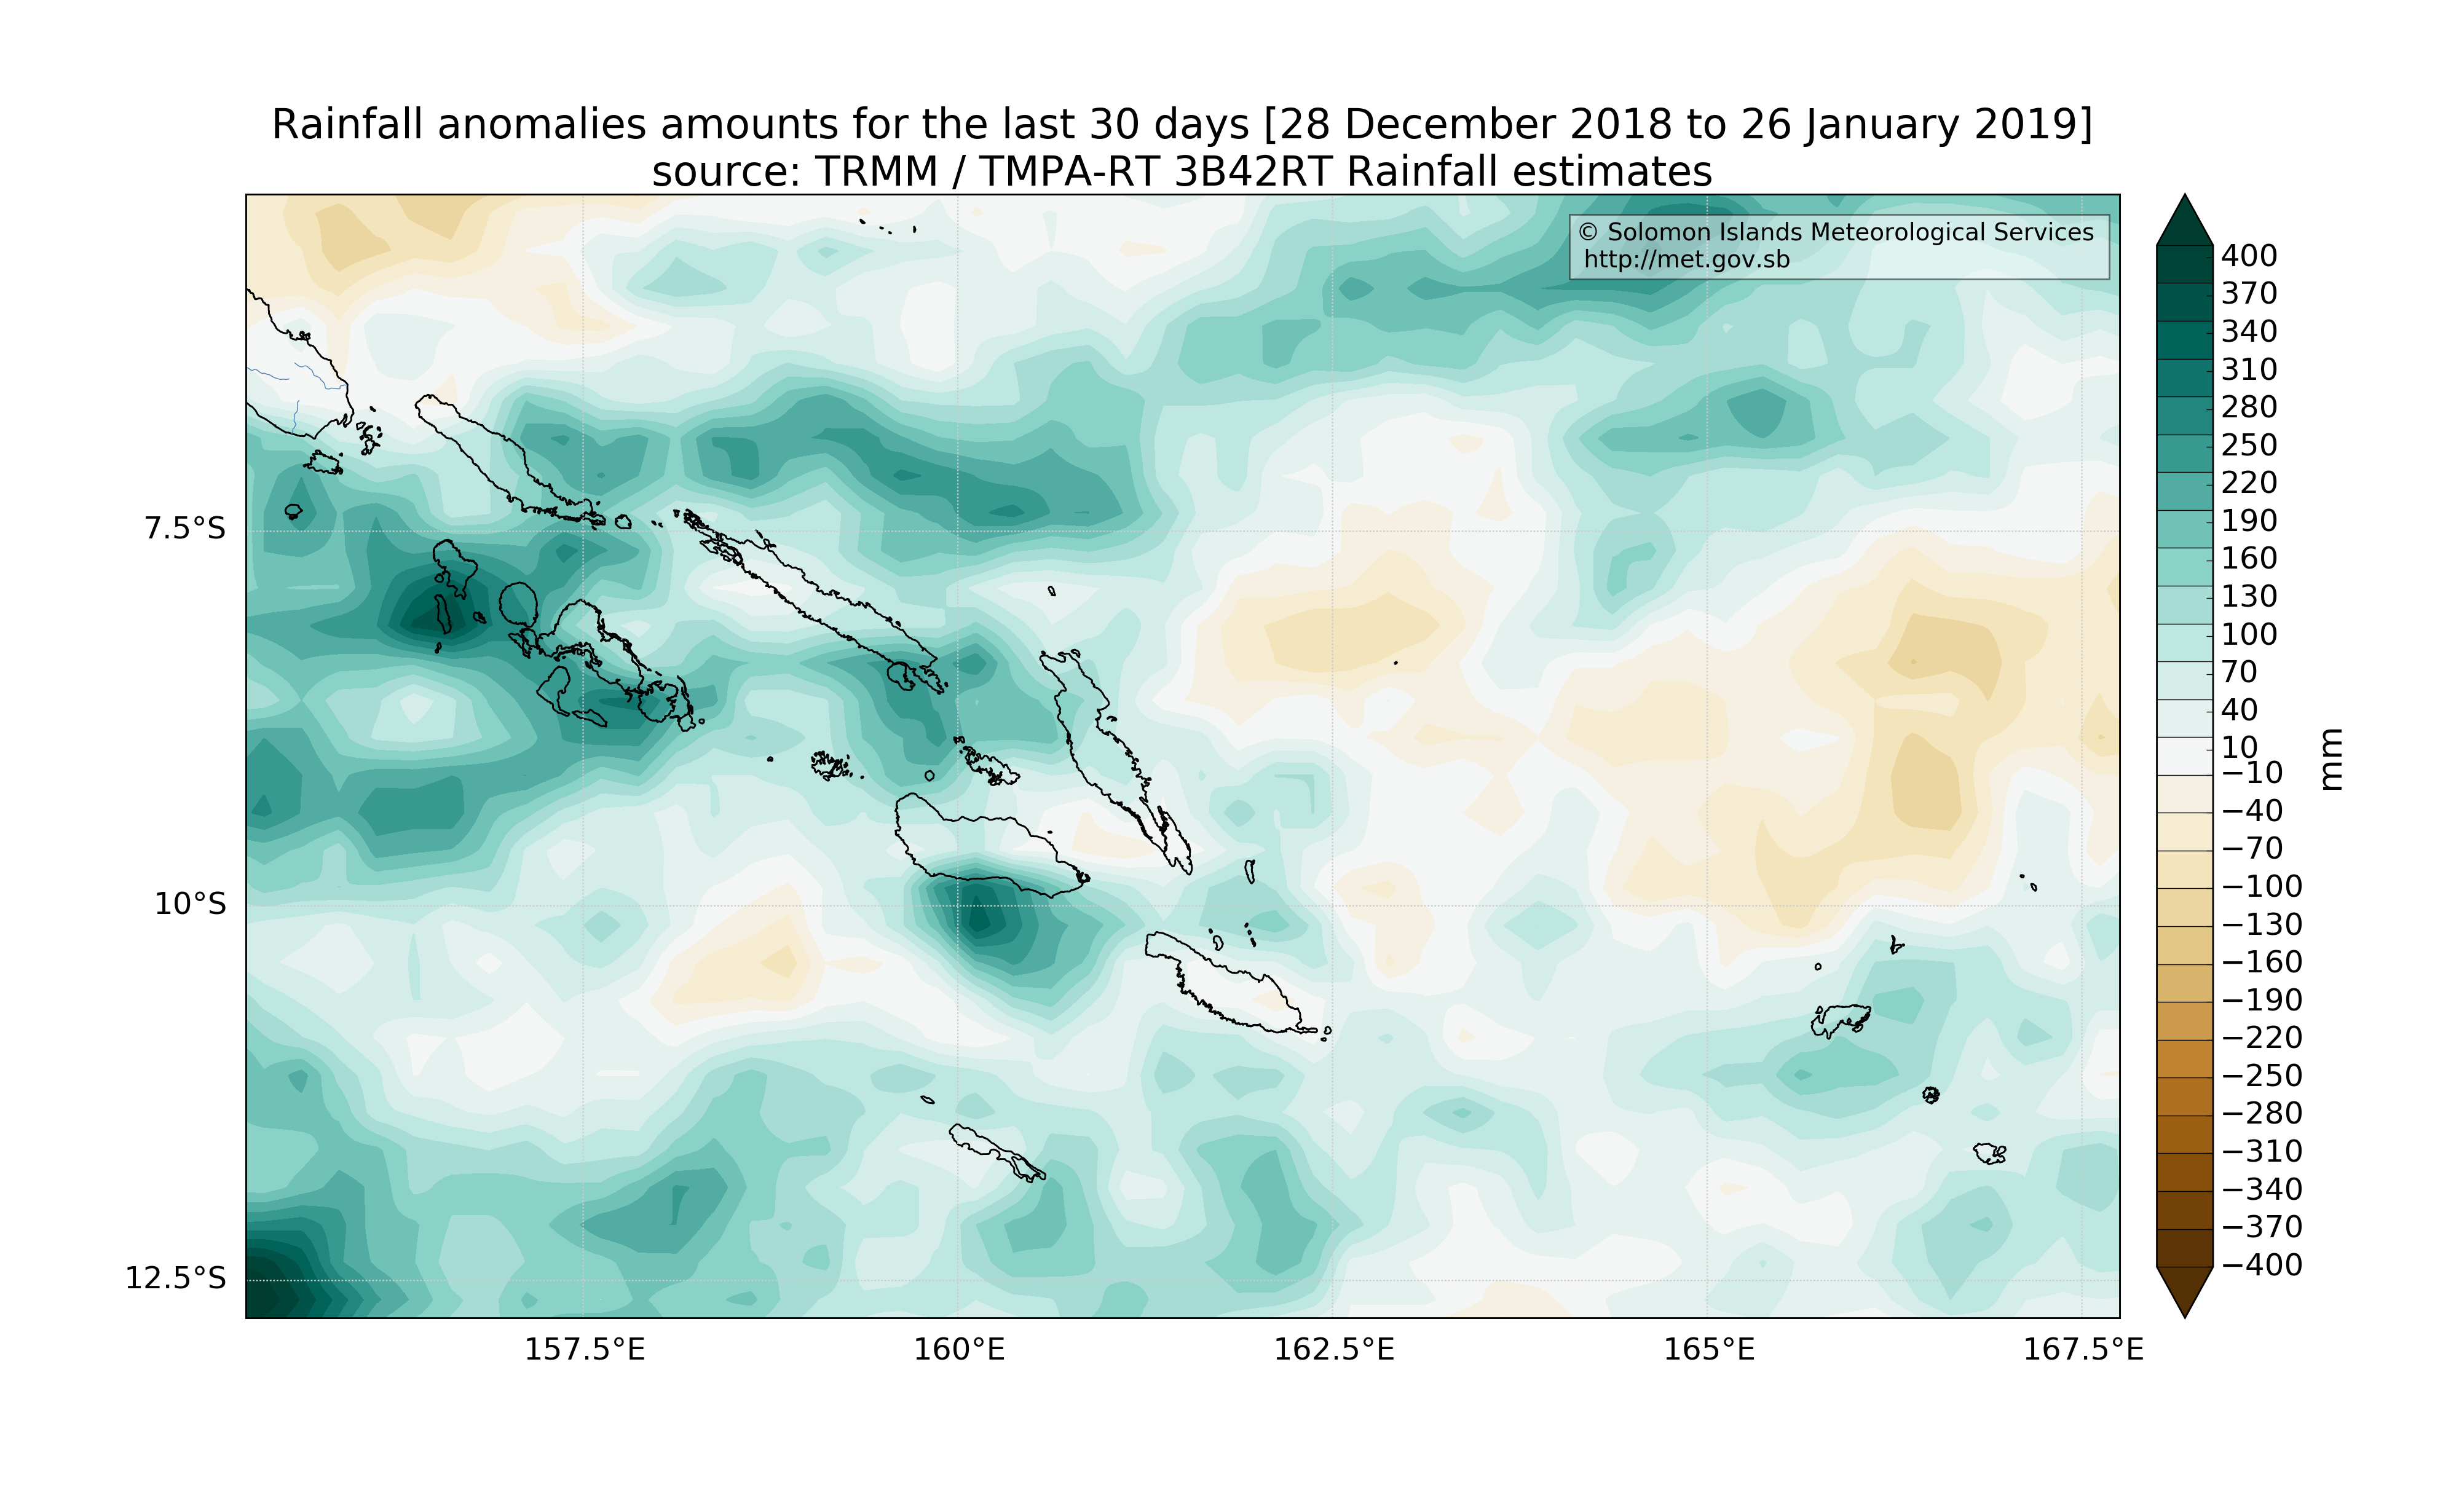 Rainfall anomalies amounts for the last 30 days [28 December 2018 to 26 January 2019]
source: TRMM / TMPA-RT 3B42RT Rainfall estimates
© Solomon Islands Meteorological Services
http://met.gov.sb
7.5°S
10°S
12.5°S
157.5°E
160°E
162.5°E
165°E
167.5°E
400
370
340
310
280
250
220
190
160
130
100
70
40
10
−10
−40
−70
−100
−130
−160
−190
−220
−250
−280
−310
−340
−370
−400
mm